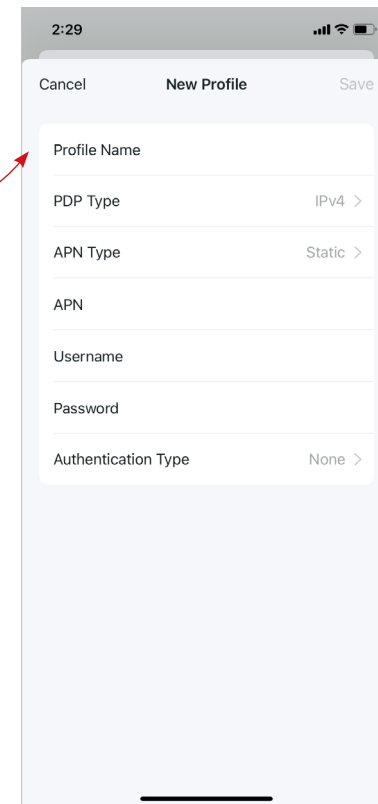 2:29
Cancel New Profile Save
Profile Name
PDP Type IPv4
APN Type Static
APN
Username
Password
Authentication Type None